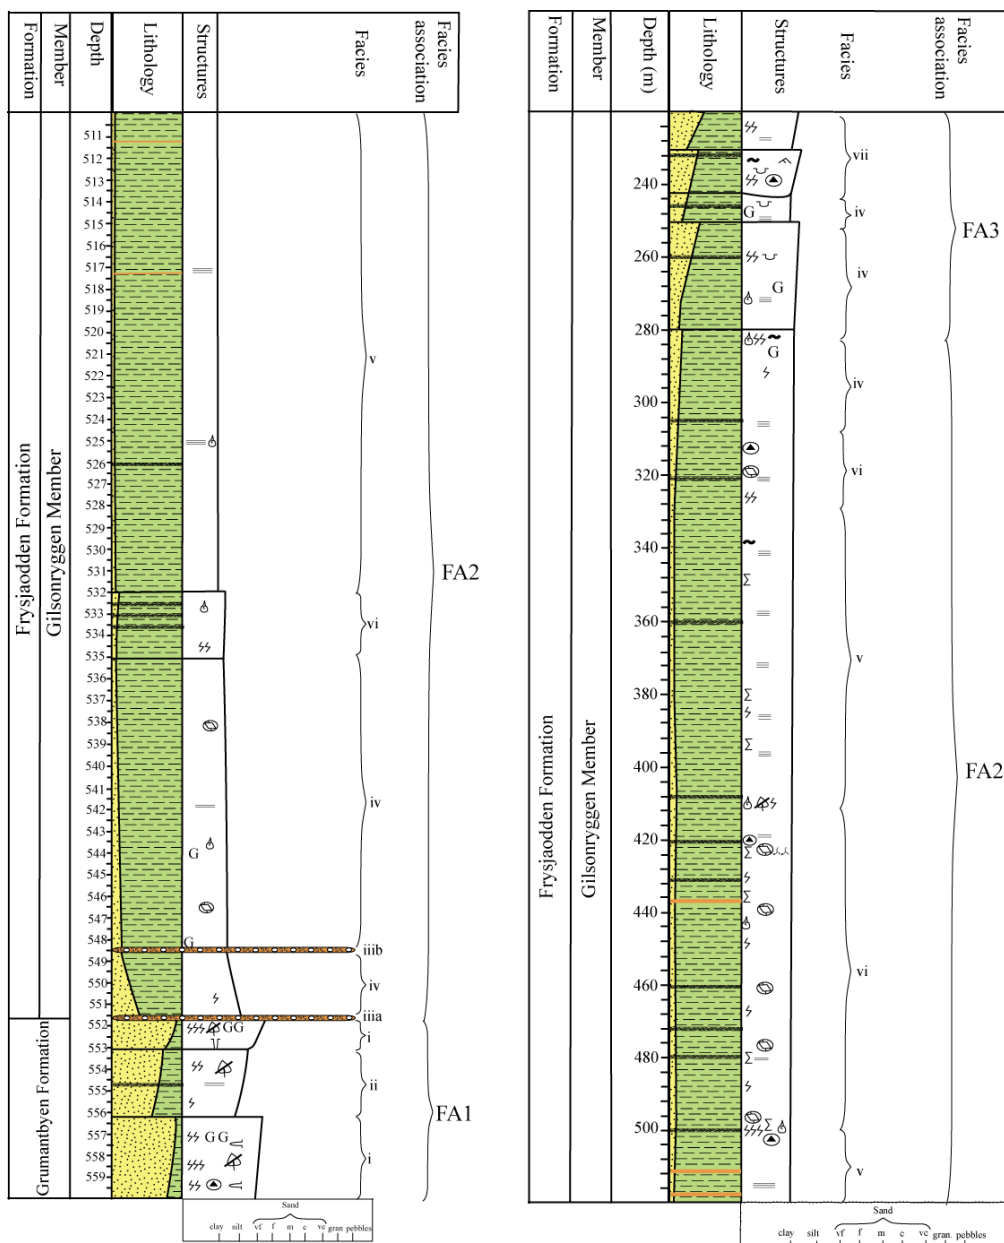 Formation
Member
Depth
Lithology
Structures
Facies
Facies
association
Frysjaodden Formation
Gilsonryggen Member
Grumantbyen Formation
511
512
513
514
515
516
517
518
519
520
521
522
523
524
525
526
527
528
529
530
531
532
533
534
535
537
538
539
540
541
542
543
544
545
546
547
548
549
550
551
552
553
554
555
556
557
558
559
G
G
GG
G G
v
vi
iv
iiib
iv
iiia
i
ii
i
FA2
FA1
Sand
clay silt vf f m c vc gran pebbles
Formation
Member
Depth (m)
Lithology
Structures
Facies
Facies
association
Frysjaodden Formation
Gilsonryggen Member
240
260
280
300
320
340
360
380
400
420
440
460
480
500
G
G
G
Σ
Σ
Σ
Σ
Σ
Σ
Σ
vii
iv
iv
iv
vi
v
vi
v
FA3
FA2
Sand
clay silt vf f m c vc gran. pebbles